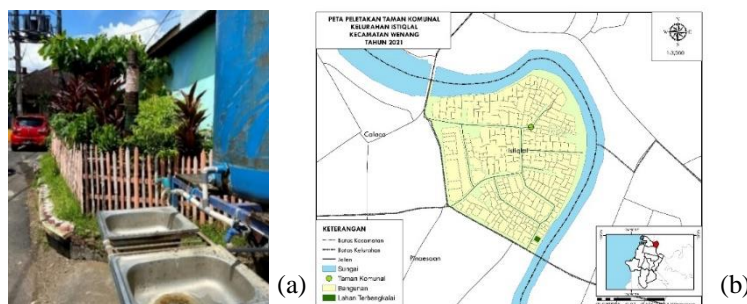 (a)
PETA PELETAKAN TAMAN KOMUNAL
KELURAHAN ISTIQLAL
KECAMATAN WENANG
TAHUN 2021
N
W
E
S
Calaca
Istiqlal
Pinaesaan
KETERANGAN
Batas Kecamatan
Batas Kelurahan
Jalan
Sungai
Taman Komunal
Bangunan
Lahan Terbengkalai
(b)